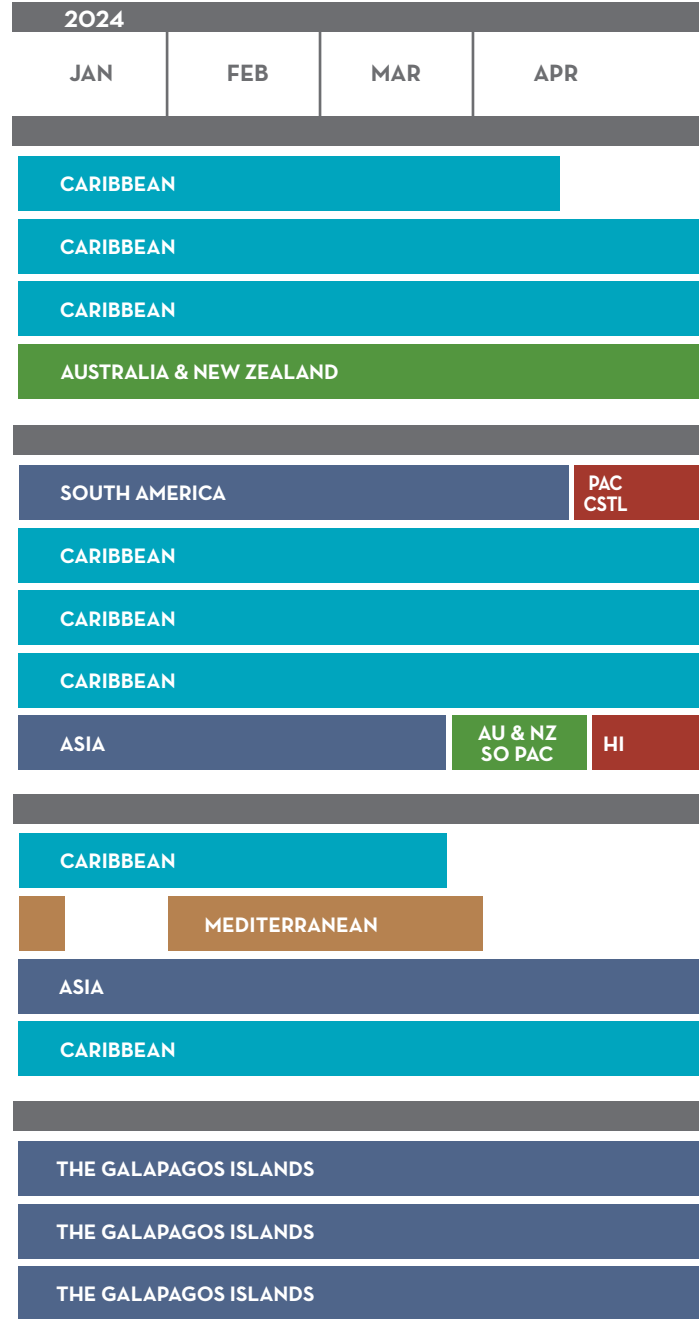 2024
JAN FEB MAR APR
CARIBBEAN
CARIBBEAN
CARIBBEAN
AUSTRALIA & NEW ZEALAND
SOUTH AMERICA
PAC
CSTL
CARIBBEAN
CARIBBEAN
CARIBBEAN
ASIA
AU & NZ
SO PAC
HI
CARIBBEAN
MEDITERRANEAN
ASIA
CARIBBEAN
THE GALAPAGOS ISLANDS
THE GALAPAGOS ISLANDS
THE GALAPAGOS ISLANDS